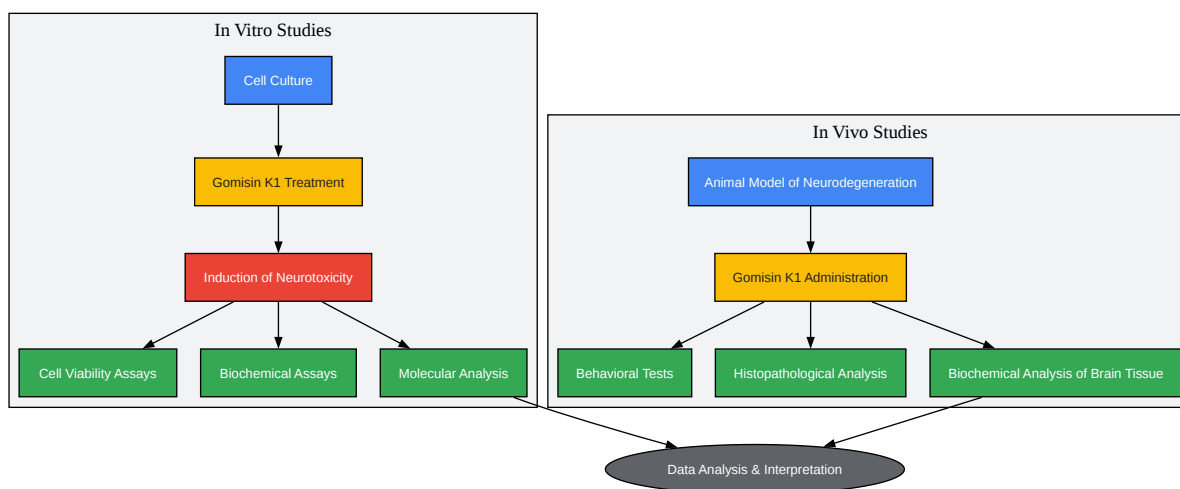 In Vitro Studies
Cell Culture
Gomisin K1 Treatment
Induction of Neurotoxicity
Cell Viability Assays
Biochemical Assays
Molecular Analysis
In Vivo Studies
Animal Model of Neurodegeneration
Gomisin K1 Administration
Behavioral Tests
Histopathological Analysis
Biochemical Analysis of Brain Tissue
Data Analysis & Interpretation